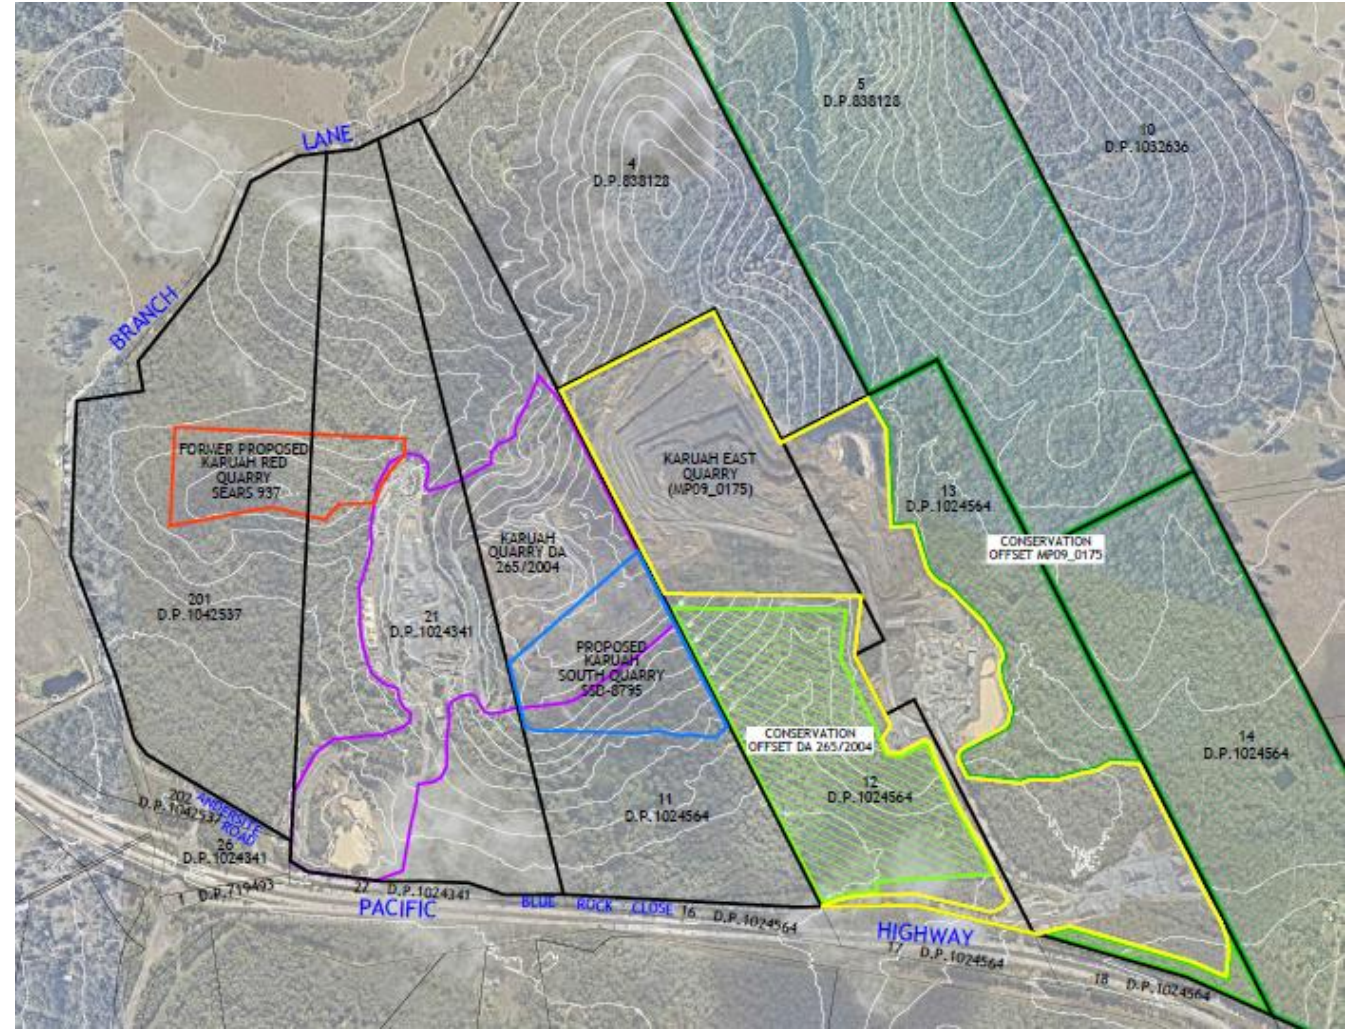 5
D.P.838128
10
D.P.1032636
LANE
4
D.P.838128
BRANCH
FORMER PROPOSED
KARUAH RED
QUARRY
SEARS 937
KARUAH EAST
QUARRY
(MP09_0175)
13
D.P.1024564
KARUAH
QUARRY DA
265/2004
CONSERVATION
OFFSET MP09_0175
201
D.P.1042537
21
D.P.1024341
PROPOSED
KARUAH
SOUTH QUARRY
SSD-8795
CONSERVATION
OFFSET DA 265/2004
14
D.P.1024564
12
D.P.1024564
11
D.P.1024564
202
D.P.1042537
ANDERSITE
ROAD
26
D.P.1024341
1 D.P.719493
22 D.P.1024341
PACIFIC
BLUE ROCK CLOSE
16 D.P.1024564
HIGHWAY
17 D.P.1024564
18 D.P.1024564